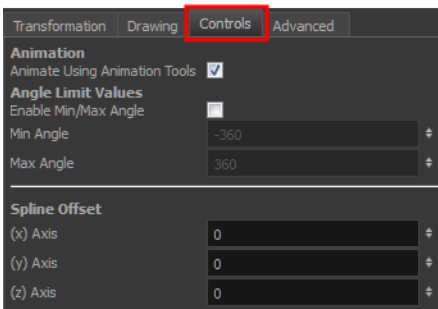 Transformation Drawing Controls Advanced
Animation
Animate Using Animation Tools
Angle Limit Values
Enable Min/Max Angle
Min Angle -360
Max Angle 360
Spline Offset
(x) Axis 0
(y) Axis 0
(z) Axis 0